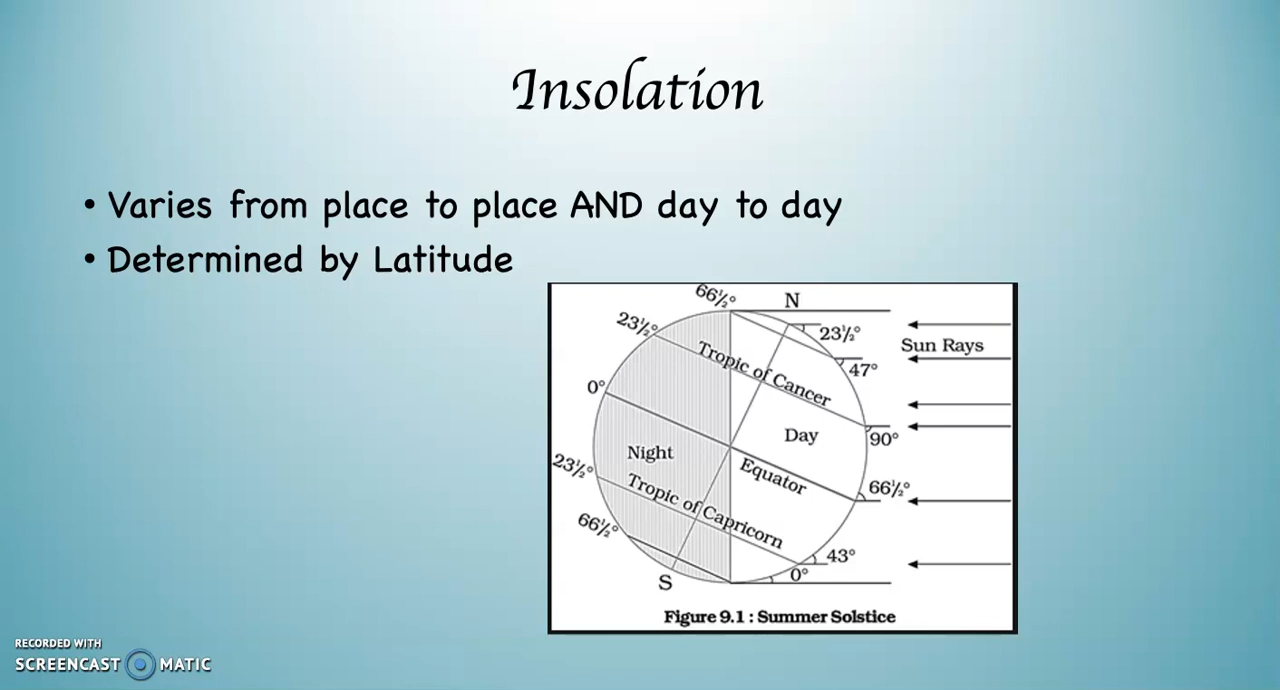 Insolation
• Varies from place to place AND day to day
• Determined by Latitude
66½°
N
23½°
23½°
Sun Rays
47°
Tropic of Cancer
0°
Day
90°
Night
23½°
Equator
66½°
Tropic of Capricorn
66½°
43°
0°
S
Figure 9.1 : Summer Solstice
RECORDED WITH
SCREENCAST MATIC